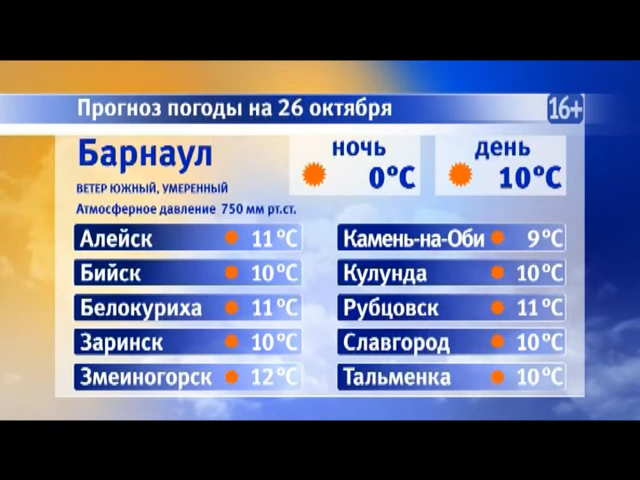 Прогноз погоды на 26 октября
16+
Барнаул
ночь
0°C
день
10°C
ВЕТЕР ЮЖНЫЙ, УМЕРЕННЫЙ
Атмосферное давление 750 мм рт.ст.
Алейск 11°C
Бийск 10°C
Белокуриха 11°C
Заринск 10°C
Змеиногорск 12°C
Камень-на-Оби 9°C
Кулунда 10°C
Рубцовск 11°C
Славгород 10°C
Тальменка 10°C